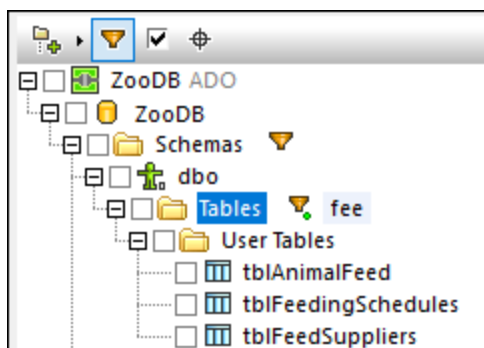 ZooDB ADO
ZooDB
Schemas
dbo
Tables fee
User Tables
tblAnimalFeed
tblFeedingSchedules
tblFeedSuppliers